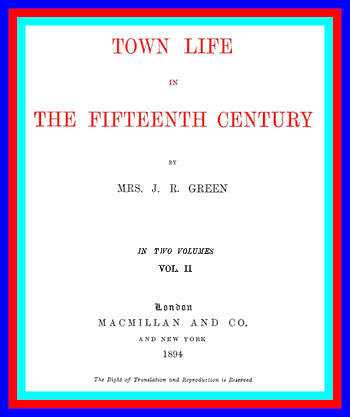 TOWN LIFE
IN
THE FIFTEENTH CENTURY
BY
MRS. J. R. GREEN
IN TWO VOLUMES
VOL. II
London
MACMILLAN AND CO.
AND NEW YORK
1894
The Right of Translation and Reproduction is Reserved.